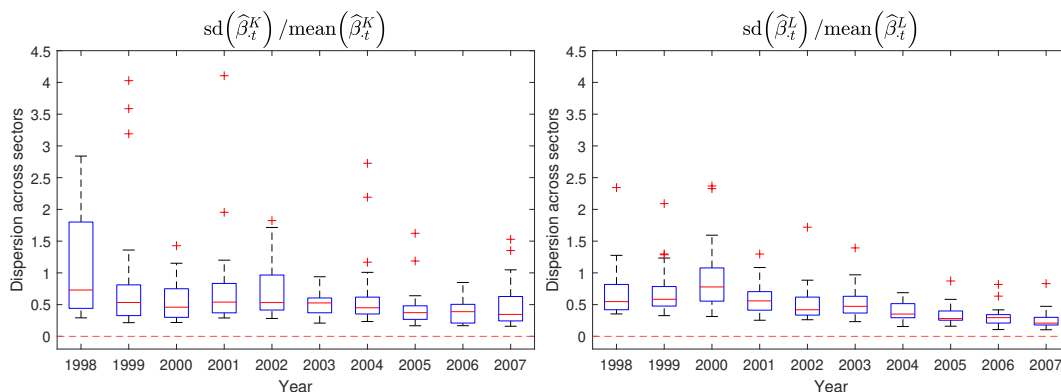 sd(β̂^K_{·t}) /mean(β̂^K_{·t})
Dispersion across sectors
4.5
4
3.5
3
2.5
2
1.5
1
0.5
0
1998 1999 2000 2001 2002 2003 2004 2005 2006 2007
Year
sd(β̂^L_{·t}) /mean(β̂^L_{·t})
Dispersion across sectors
4.5
4
3.5
3
2.5
2
1.5
1
0.5
0
1998 1999 2000 2001 2002 2003 2004 2005 2006 2007
Year